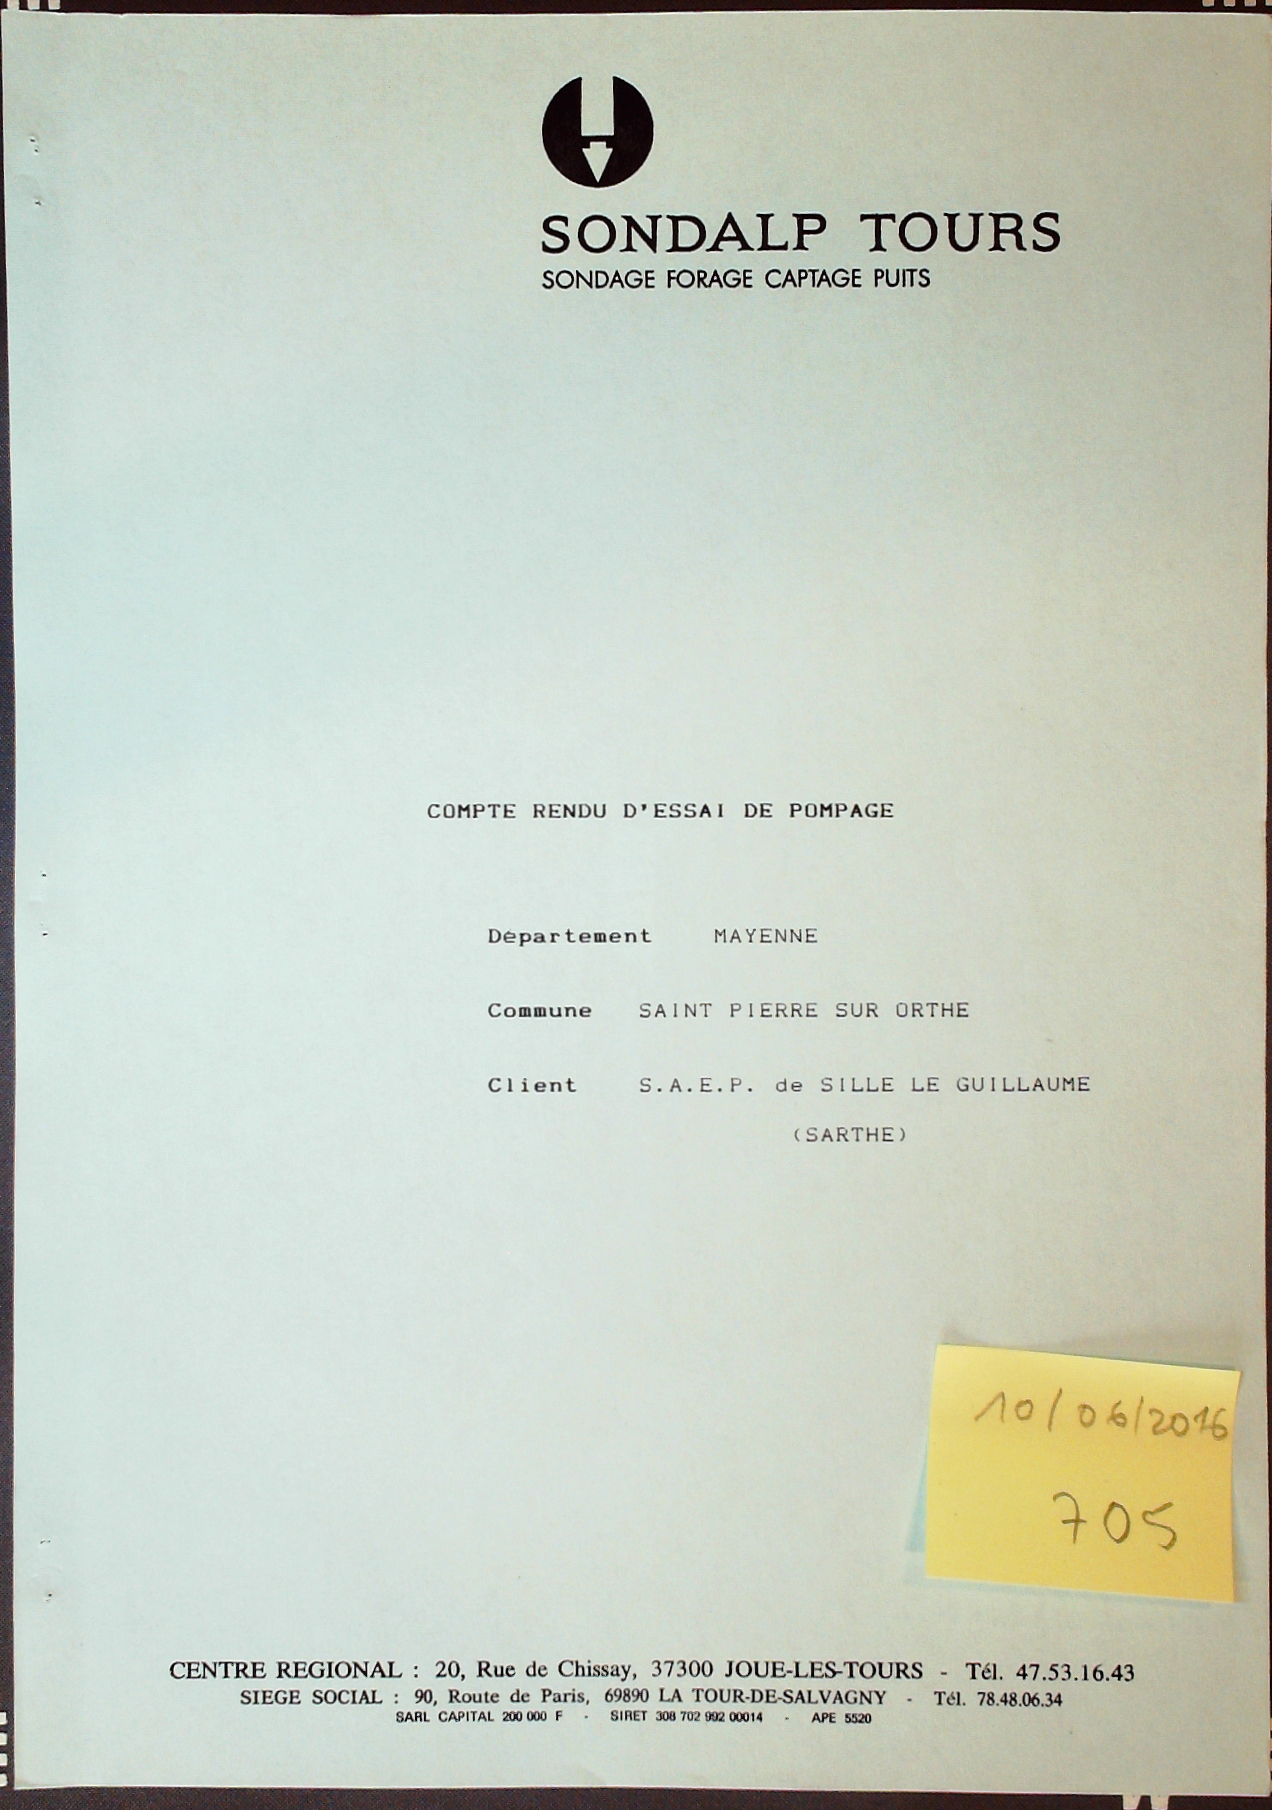 SONDALP TOURS
SONDAGE FORAGE CAPTAGE PUITS
COMPTE RENDU D'ESSAI DE POMPAGE
Département MAYENNE
Commune SAINT PIERRE SUR ORTHE
Client S.A.E.P. de SILLE LE GUILLAUME
(SARTHE)
10/06/2016
705
CENTRE REGIONAL : 20, Rue de Chissay, 37300 JOUE-LES-TOURS - Tél. 47.53.16.43
SIEGE SOCIAL : 90, Route de Paris, 69890 LA TOUR-DE-SALVAGNY - Tél. 78.48.06.34
SARL CAPITAL 200 000 F - SIRET 308 702 992 00014 - APE 5520